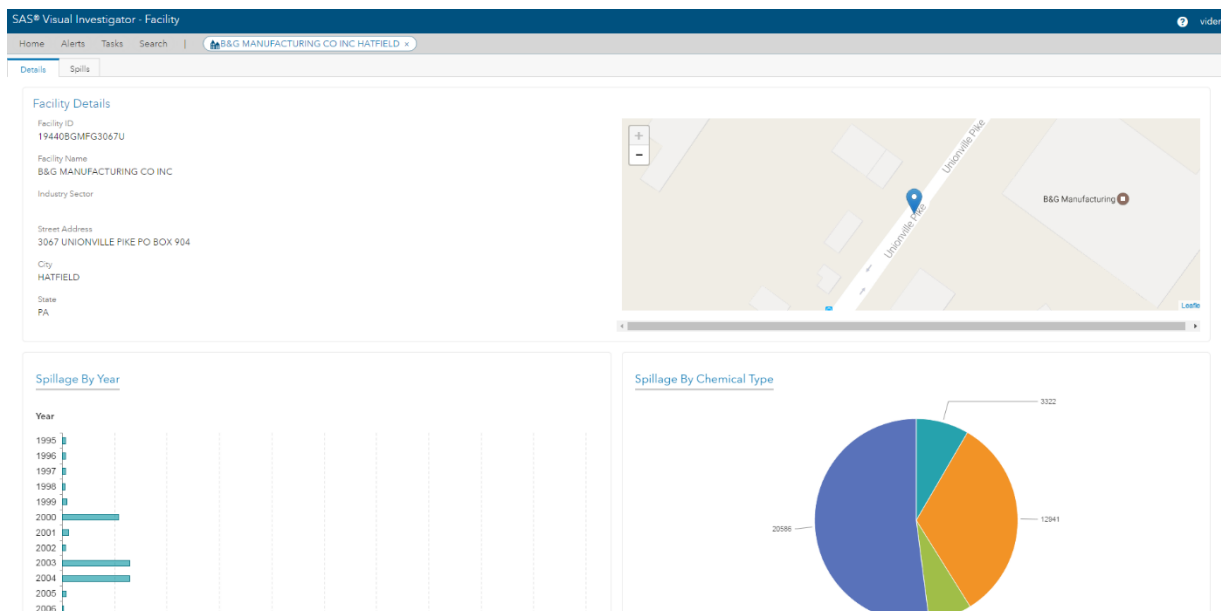 SAS® Visual Investigator - Facility
? vider
Home Alerts Tasks Search | B&G MANUFACTURING CO INC HATFIELD ×
Details Spills
Facility Details
Facility ID
19440BGMFG3067U
Facility Name
B&G MANUFACTURING CO INC
Industry Sector
Street Address
3067 UNIONVILLE PIKE PO BOX 904
City
HATFIELD
State
PA
+
-
Unionville Pike
B&G Manufacturing
Unionville Pike
Leafle
Spillage By Year
Year
1995
1996
1997
1998
1999
2000
2001
2002
2003
2004
2005
2006
Spillage By Chemical Type
3322
12941
20586